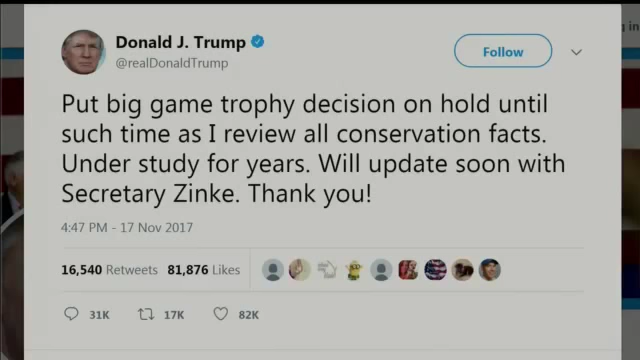 Donald J. Trump
@realDonaldTrump
Follow
Put big game trophy decision on hold until
such time as I review all conservation facts.
Under study for years. Will update soon with
Secretary Zinke. Thank you!
4:47 PM - 17 Nov 2017
16,540 Retweets 81,876 Likes
31K 17K 82K